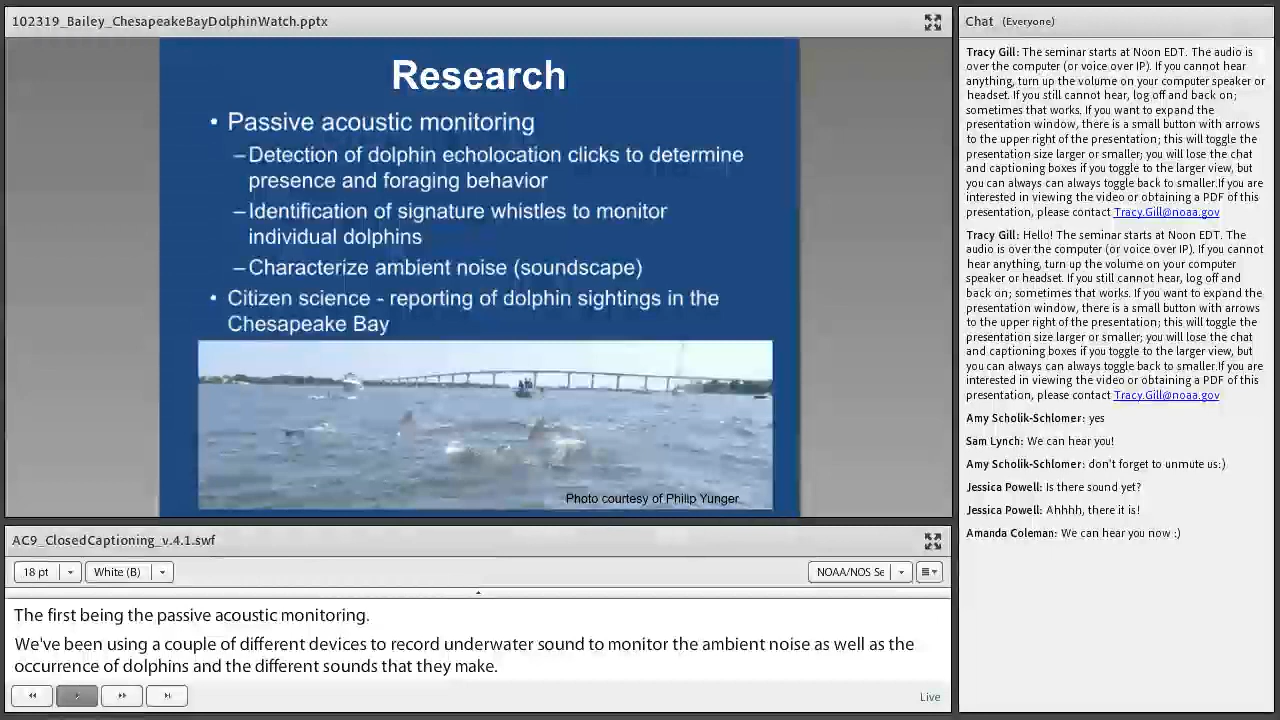 102319_Bailey_ChesapeakeBayDolphinWatch.pptx
Research
• Passive acoustic monitoring
–Detection of dolphin echolocation clicks to determine
presence and foraging behavior
–Identification of signature whistles to monitor
individual dolphins
–Characterize ambient noise (soundscape)
• Citizen science - reporting of dolphin sightings in the
Chesapeake Bay
Photo courtesy of Philip Yunger
AC9_ClosedCaptioning_v.4.1.swf
18 pt
White (B)
NOAA/NOS Se
The first being the passive acoustic monitoring.
We've been using a couple of different devices to record underwater sound to monitor the ambient noise as well as the
occurrence of dolphins and the different sounds that they make.
Live
Chat (Everyone)
Tracy Gill: The seminar starts at Noon EDT. The audio is
over the computer (or voice over IP). If you cannot hear
anything, turn up the volume on your computer speaker or
headset. If you still cannot hear, log off and back on;
sometimes that works. If you want to expand the
presentation window, there is a small button with arrows
to the upper right of the presentation; this will toggle the
presentation size larger or smaller; you will lose the chat
and captioning boxes if you toggle to the larger view, but
you can always can always toggle back to smaller.If you are
interested in viewing the video or obtaining a PDF of this
presentation, please contact Tracy.Gill@noaa.gov
Tracy Gill: Hello! The seminar starts at Noon EDT. The
audio is over the computer (or voice over IP). If you cannot
hear anything, turn up the volume on your computer
speaker or headset. If you still cannot hear, log off and
back on; sometimes that works. If you want to expand the
presentation window, there is a small button with arrows
to the upper right of the presentation; this will toggle the
presentation size larger or smaller; you will lose the chat
and captioning boxes if you toggle to the larger view, but
you can always can always toggle back to smaller.If you are
interested in viewing the video or obtaining a PDF of this
presentation, please contact Tracy.Gill@noaa.gov
Amy Scholik-Schlomer: yes
Sam Lynch: We can hear you!
Amy Scholik-Schlomer: don't forget to unmute us:)
Jessica Powell: Is there sound yet?
Jessica Powell: Ahhhh, there it is!
Amanda Coleman: We can hear you now :)